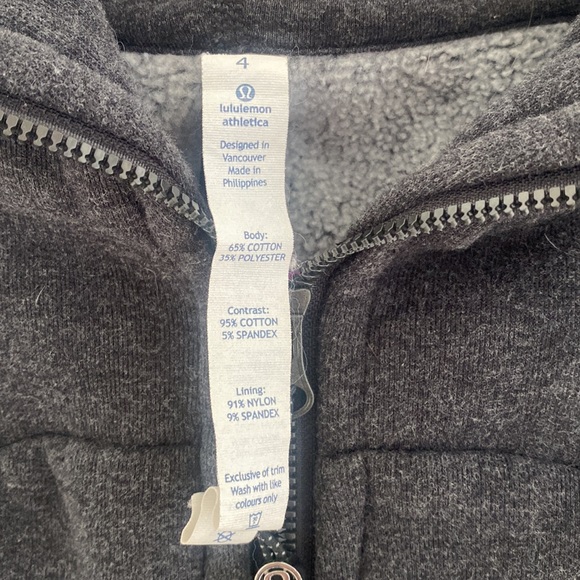 4
lululemon
athletica
Designed in
Vancouver
Made in
Philippines
Body:
65% COTTON
35% POLYESTER
Contrast:
95% COTTON
5% SPANDEX
Lining:
91% NYLON
9% SPANDEX
Exclusive of trim
Wash with like
colours only